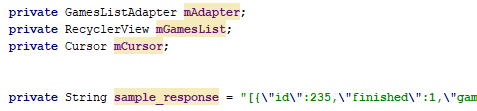 private GamesListAdapter mAdapter;
private RecyclerView mGamesList;
private Cursor mCursor;
private String sample_response = "[{\"id\":235,\"finished\":1,\"gam